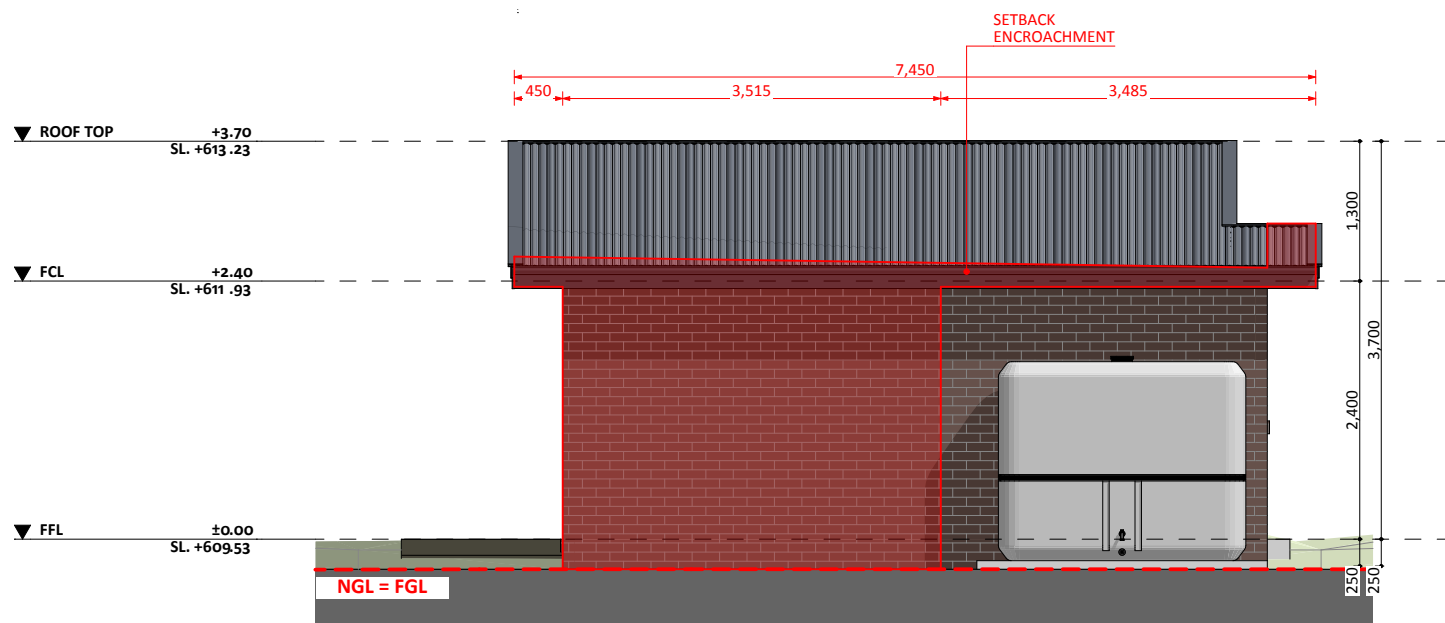 SETBACK
ENCROACHMENT
7,450
450 3,515 3,485
ROOF TOP +3.70
SL. +613.23
1,300
FCL +2.40
SL. +611.93
3,700
2,400
FFL ±0.00
SL. +609.53
NGL = FGL
250 250